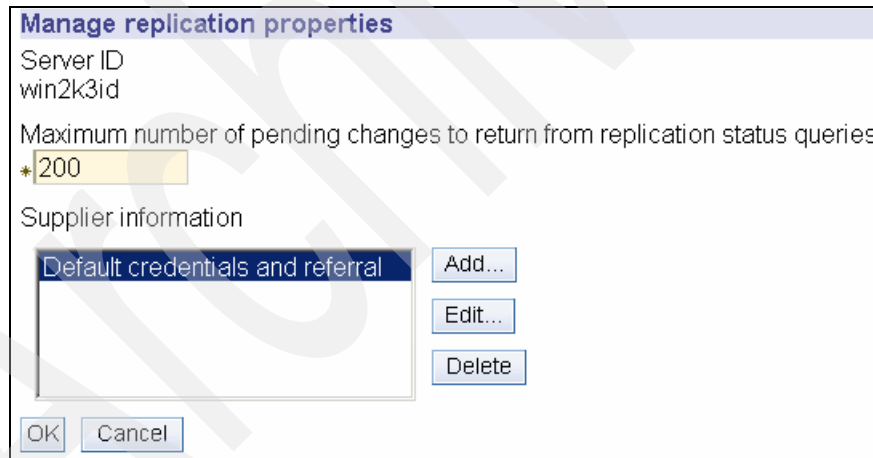 Manage replication properties
Server ID
win2k3id
Maximum number of pending changes to return from replication status queries
*200
Supplier information
Default credentials and referral
Add...
Edit...
Delete
OK Cancel